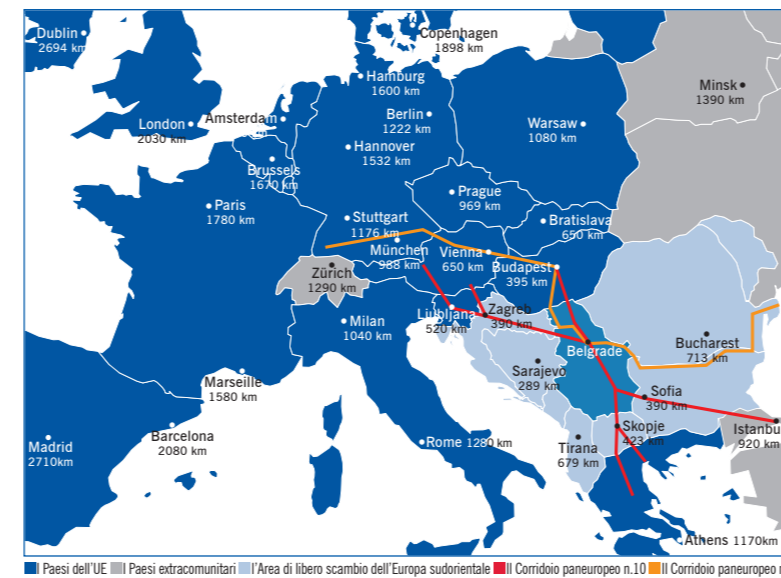 Dublin
2694 km
Copenhagen
1898 km
Hamburg
1600 km
Minsk
1390 km
London
2030 km
Amsterdam
Berlin
1222 km
Warsaw
1080 km
Hannover
1532 km
Brussels
1670 km
Prague
969 km
Paris
1780 km
Stuttgart
1176 km
Bratislava
650 km
München
988 km
Vienna
650 km
Budapest
395 km
Zürich
1290 km
Ljubljana
520 km
Zagreb
390 km
Milan
1040 km
Belgrade
Bucharest
713 km
Sarajevo
289 km
Marseille
1580 km
Sofia
390 km
Barcelona
2080 km
Madrid
2710km
Rome 1280 km
Tirana
679 km
Skopje
423 km
Istanbu
920 km
Athens 1170km
I Paesi dell'UE I Paesi extracomunitari l'Area di libero scambio dell'Europa sudorientale Il Corridoio paneuropeo n.10 Il Corridoio paneuropeo